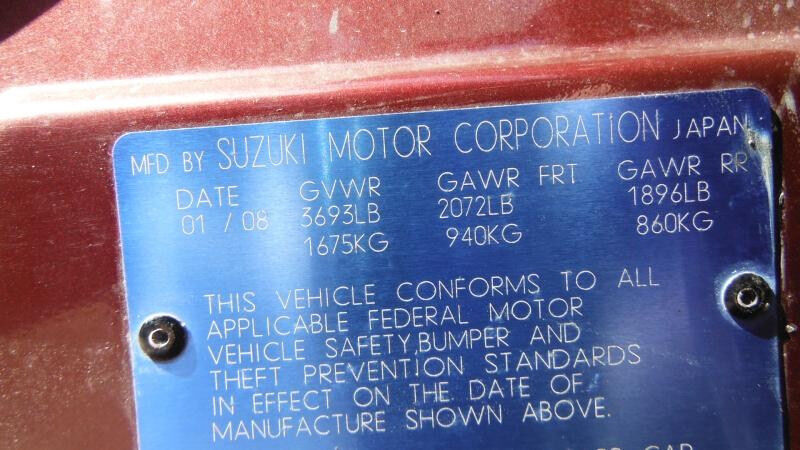 MFD BY SUZUKI MOTOR CORPORATION JAPAN
DATE GVWR GAWR FRT GAWR RR
01 / 08 3693LB 2072LB 1896LB
1675KG 940KG 860KG
THIS VEHICLE CONFORMS TO ALL
APPLICABLE FEDERAL MOTOR
VEHICLE SAFETY,BUMPER AND
THEFT PREVENTION STANDARDS
IN EFFECT ON THE DATE OF
MANUFACTURE SHOWN ABOVE.
CAR